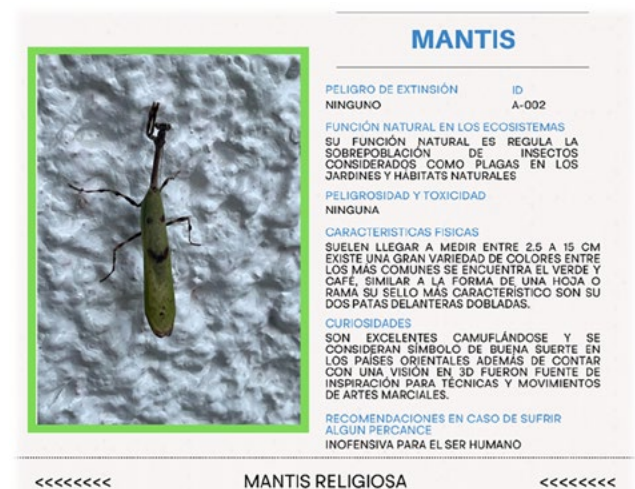 MANTIS
PELIGRO DE EXTINSIÓN
ID
NINGUNO
A-002
FUNCIÓN NATURAL EN LOS ECOSISTEMAS
SU FUNCIÓN NATURAL ES REGULA LA
SOBREPOBLACIÓN DE INSECTOS
CONSIDERADOS COMO PLAGAS EN LOS
JARDINES Y HÁBITATS NATURALES
PELIGROSIDAD Y TOXICIDAD
NINGUNA
CARACTERISTICAS FISICAS
SUELEN LLEGAR A MEDIR ENTRE 2.5 A 15 CM
EXISTE UNA GRAN VARIEDAD DE COLORES ENTRE
LOS MÁS COMUNES SE ENCUENTRA EL VERDE Y
CAFÉ, SIMILAR A LA FORMA DE UNA HOJA O
RAMA SU SELLO MÁS CARACTERÍSTICO SON SU
DOS PATAS DELANTERAS DOBLADAS.
CURIOSIDADES
SON EXCELENTES CAMUFLÁNDOSE Y SE
CONSIDERAN SÍMBOLO DE BUENA SUERTE EN
LOS PAÍSES ORIENTALES ADEMÁS DE CONTAR
CON UNA VISIÓN EN 3D FUERON FUENTE DE
INSPIRACIÓN PARA TÉCNICAS Y MOVIMIENTOS
DE ARTES MARCIALES.
RECOMENDACIONES EN CASO DE SUFRIR
ALGUN PERCANCE
INOFENSIVA PARA EL SER HUMANO
<<<<<<<< MANTIS RELIGIOSA <<<<<<<<